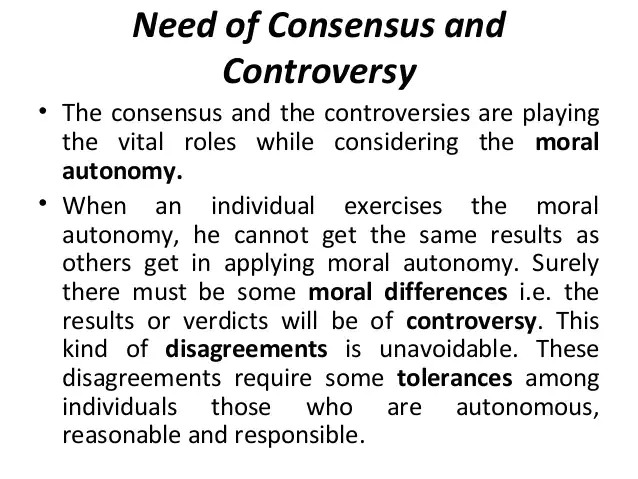 Need of Consensus and
Controversy
• The consensus and the controversies are playing
the vital roles while considering the moral
autonomy.
• When an individual exercises the moral
autonomy, he cannot get the same results as
others get in applying moral autonomy. Surely
there must be some moral differences i.e. the
results or verdicts will be of controversy. This
kind of disagreements is unavoidable. These
disagreements require some tolerances among
individuals those who are autonomous,
reasonable and responsible.